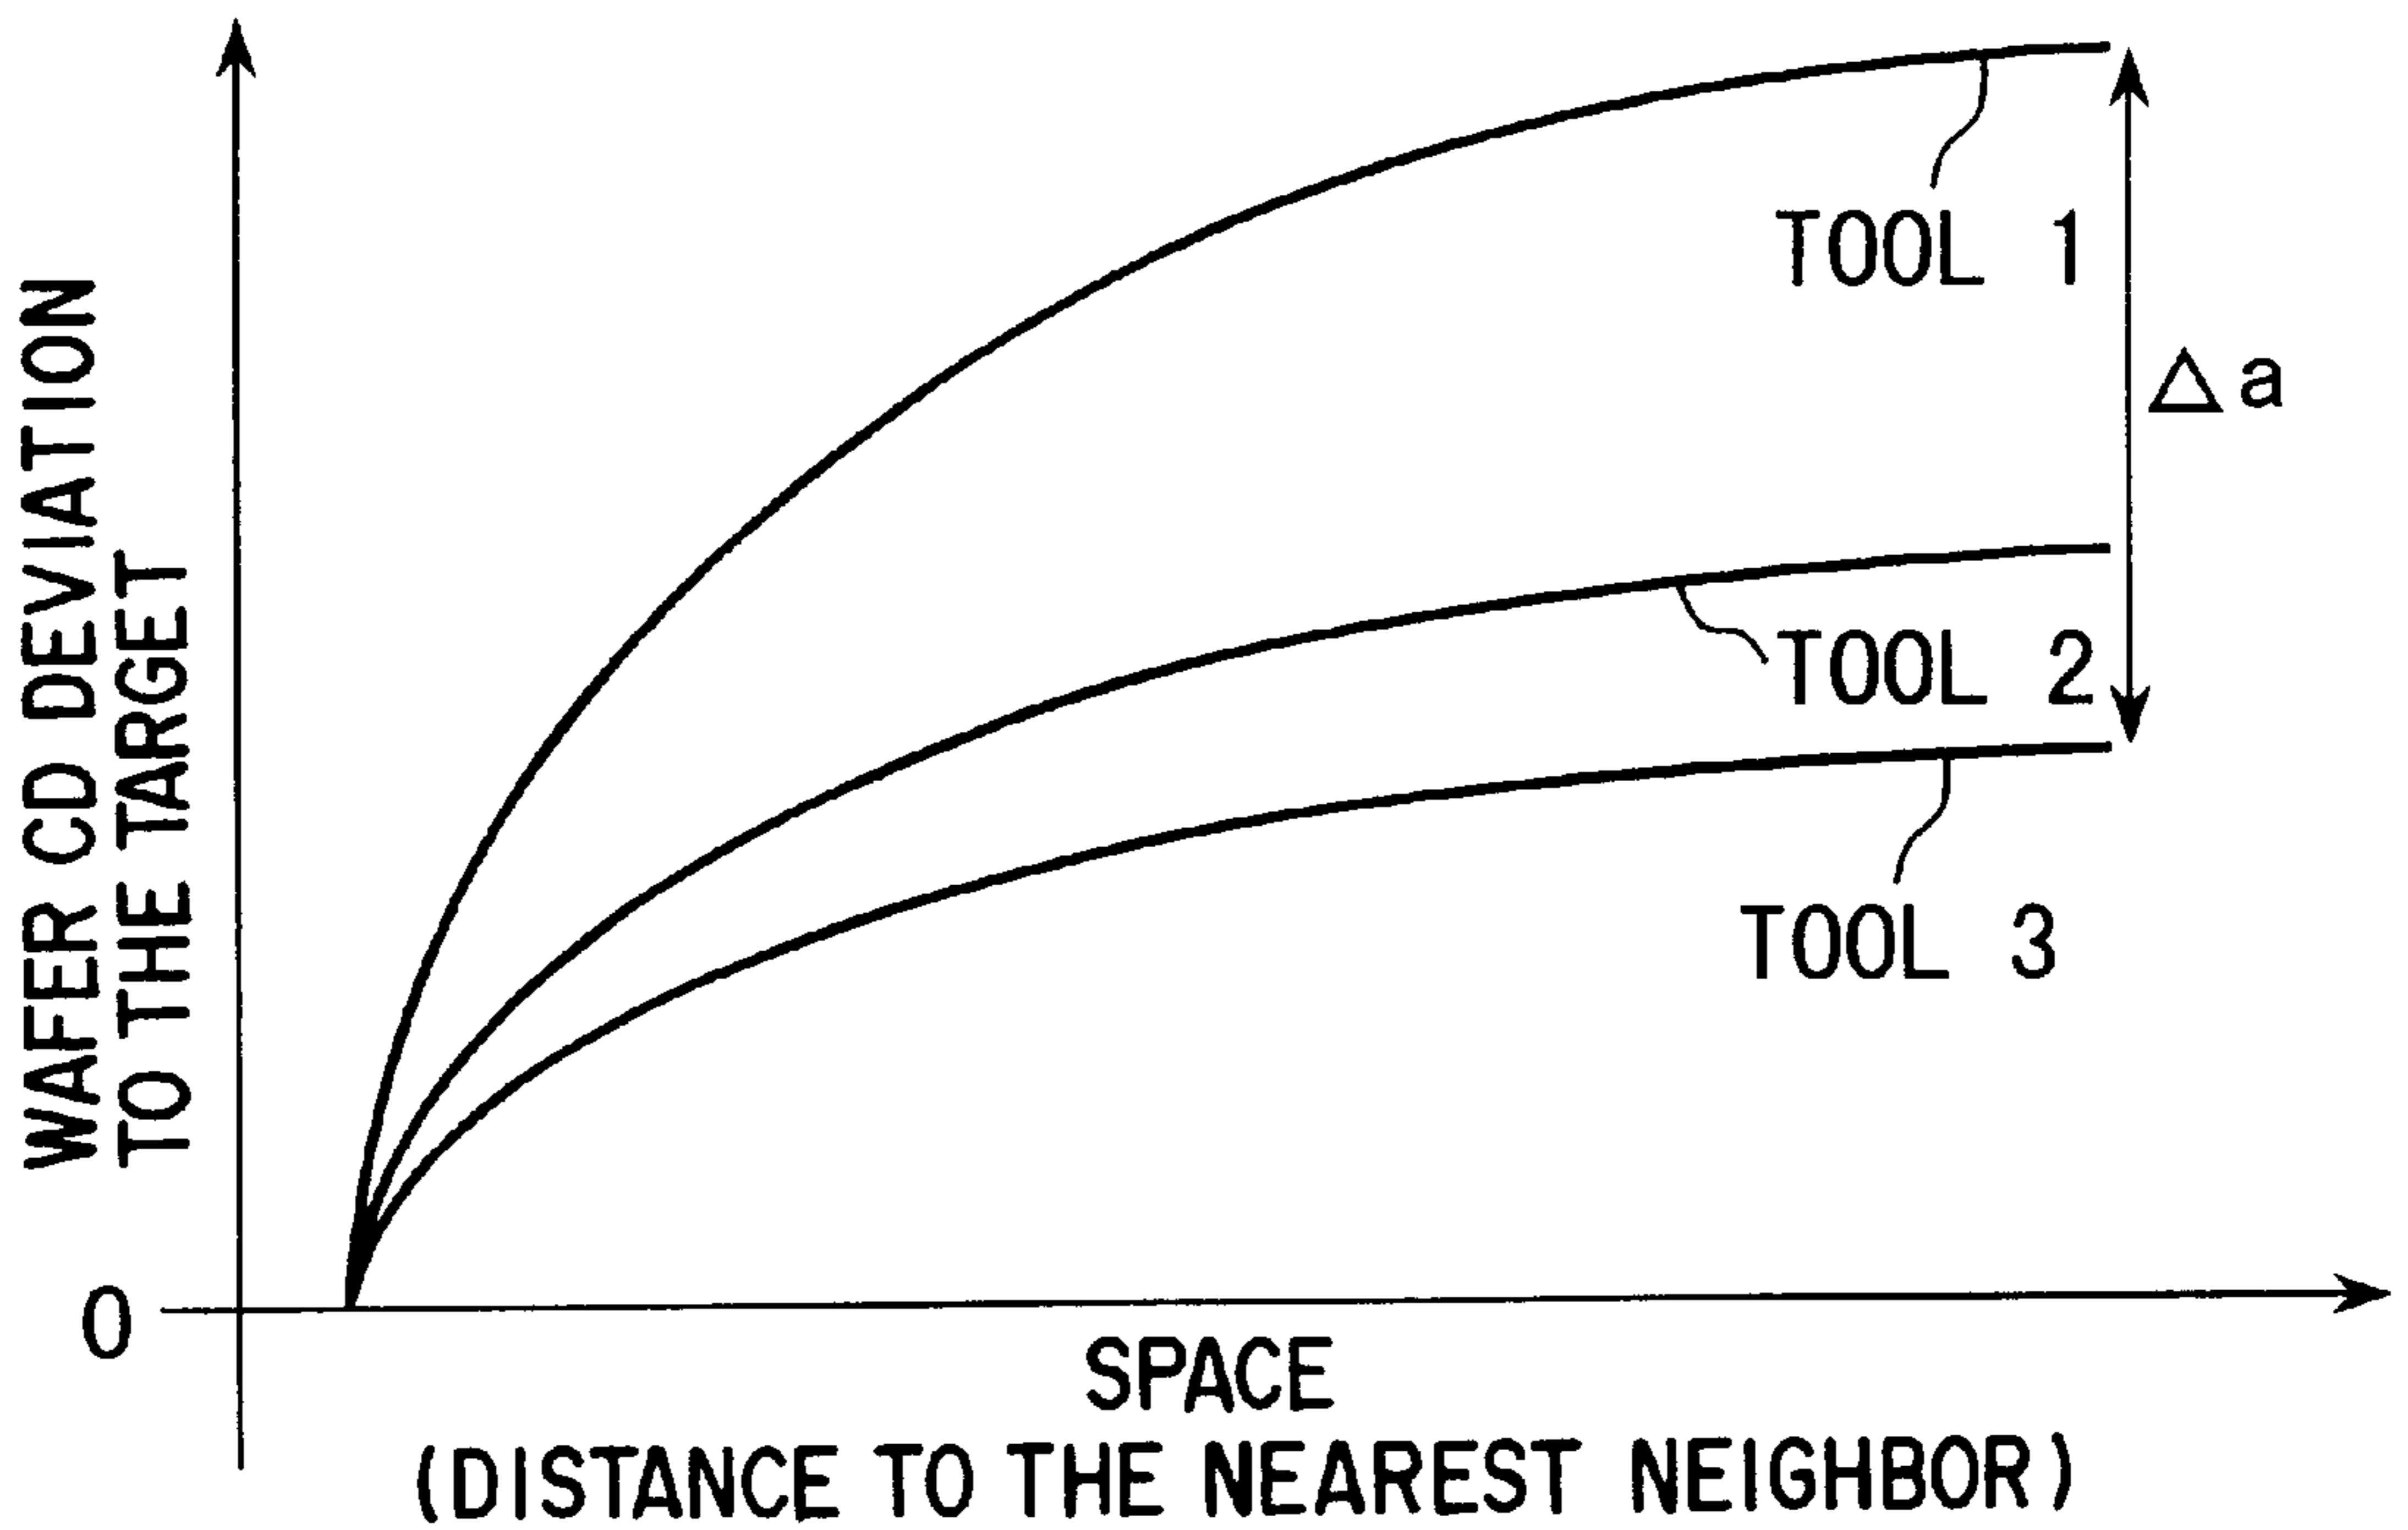 WAFER CD DEVIATION
TO THE TARGET
TOOL 1
Δa
TOOL 2
TOOL 3
0
SPACE
(DISTANCE TO THE NEAREST NEIGHBOR)